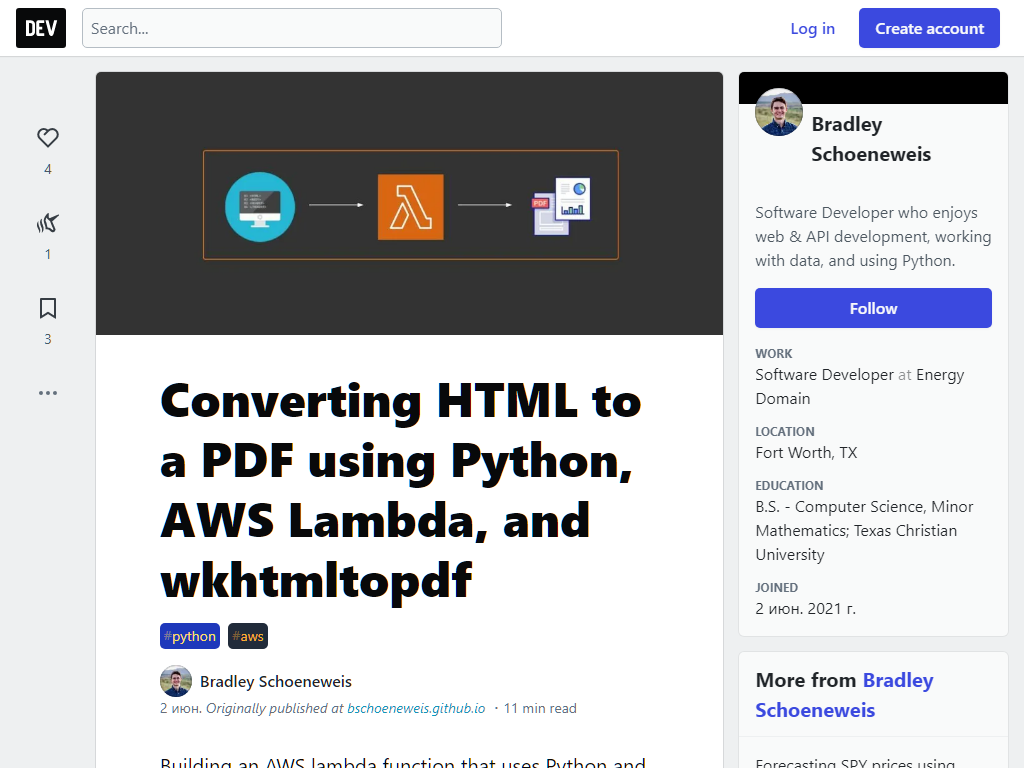 DEV
Search...
Log in
Create account
4
1
3
PDF
Converting HTML to
a PDF using Python,
AWS Lambda, and
wkhtmltopdf
#python #aws
Bradley Schoeneweis
2 июн. Originally published at bschoeneweis.github.io ・11 min read
Building an AWS lambda function that uses Python and
Bradley
Schoeneweis
Software Developer who enjoys
web & API development, working
with data, and using Python.
Follow
WORK
Software Developer at Energy
Domain
LOCATION
Fort Worth, TX
EDUCATION
B.S. - Computer Science, Minor
Mathematics; Texas Christian
University
JOINED
2 июн. 2021 г.
More from Bradley
Schoeneweis
Forecasting SPY prices using